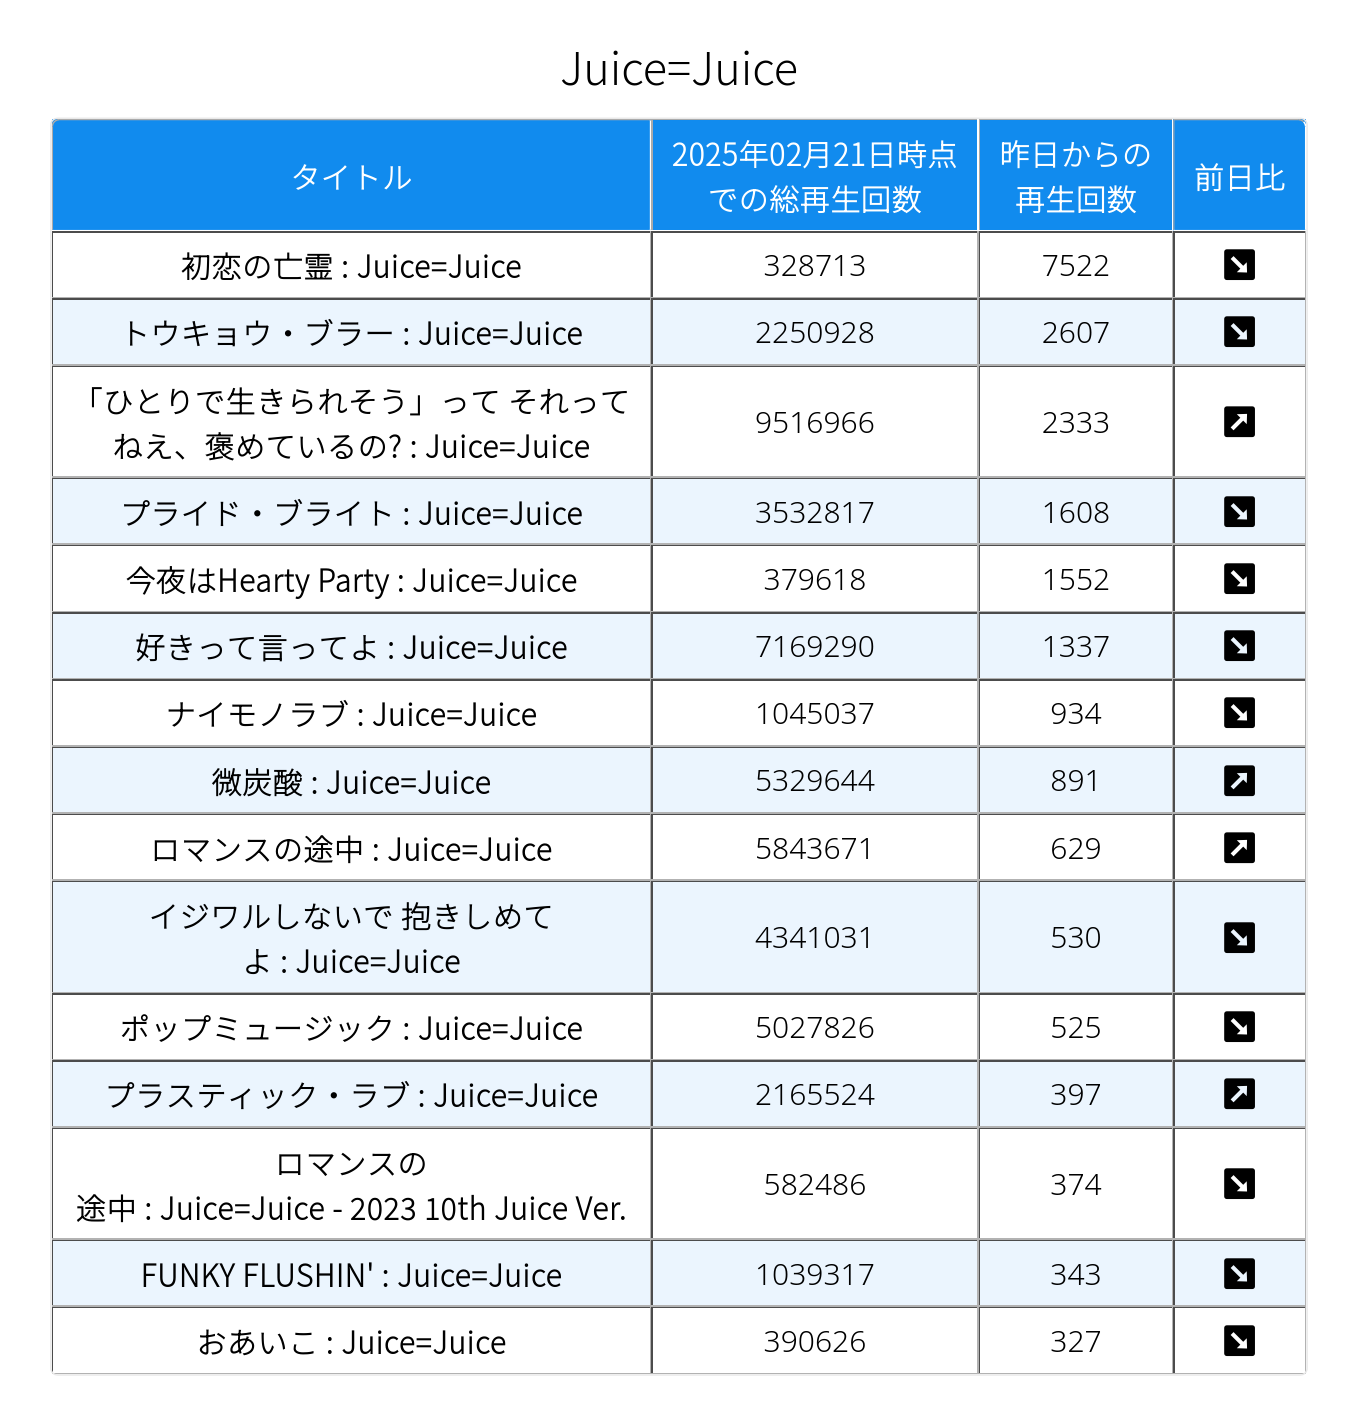 Juice=Juice
タイトル
2025年02月21日時点
での総再生回数
昨日からの
再生回数
前日比
初恋の亡霊 : Juice=Juice 328713 7522
トウキョウ・ブラー : Juice=Juice 2250928 2607
「ひとりで生きられそう」って それって
ねえ、褒めているの? : Juice=Juice
9516966 2333
プライド・ブライト : Juice=Juice 3532817 1608
今夜はHearty Party : Juice=Juice 379618 1552
好きって言ってよ : Juice=Juice 7169290 1337
ナイモノラブ : Juice=Juice 1045037 934
微炭酸 : Juice=Juice 5329644 891
ロマンスの途中 : Juice=Juice 5843671 629
イジワルしないで 抱きしめて
よ : Juice=Juice
4341031 530
ポップミュージック : Juice=Juice 5027826 525
プラスティック・ラブ : Juice=Juice 2165524 397
ロマンスの
途中 : Juice=Juice - 2023 10th Juice Ver.
582486 374
FUNKY FLUSHIN' : Juice=Juice 1039317 343
おあいこ : Juice=Juice 390626 327